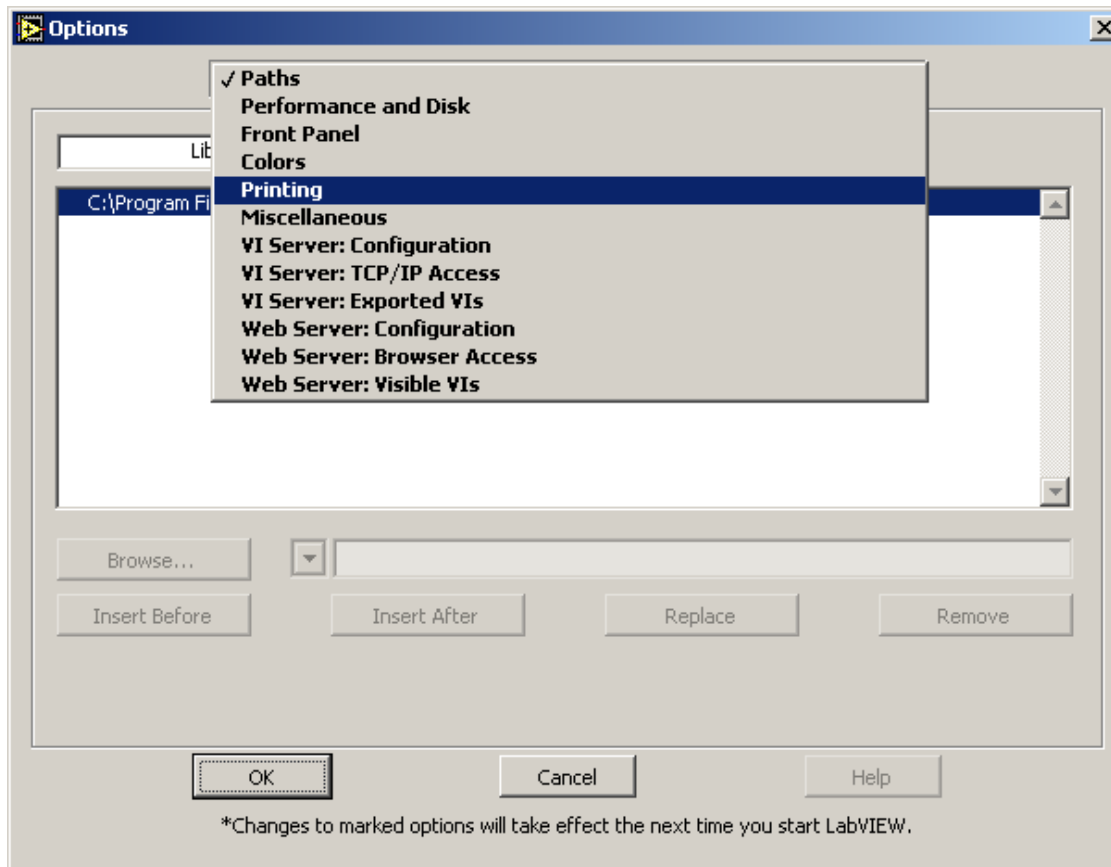 Options
✓ Paths
Performance and Disk
Front Panel
Colors
Printing
Miscellaneous
VI Server: Configuration
VI Server: TCP/IP Access
VI Server: Exported VIs
Web Server: Configuration
Web Server: Browser Access
Web Server: Visible VIs
Lib
C:\Program Fi
Browse...
Insert Before Insert After Replace Remove
OK Cancel Help
*Changes to marked options will take effect the next time you start LabVIEW.